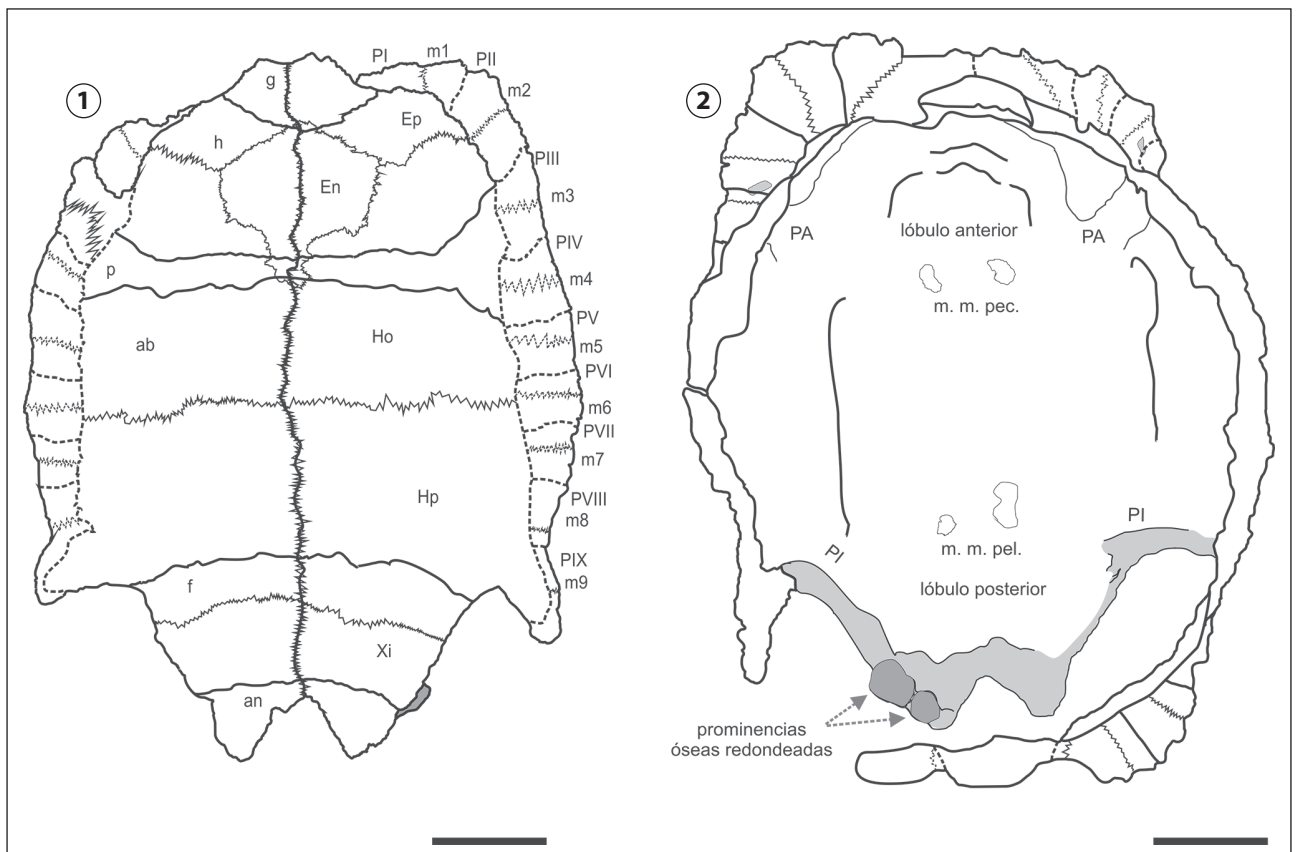 1
g
PI
m1
PII
m2
h
Ep
PIII
En
m3
PIV
p
m4
PV
ab
Ho
m5
PVI
m6
PVII
m7
Hp
PVIII
m8
PIX
m9
f
Xi
an
2
PA
lóbulo anterior
PA
m. m. pec.
PI
PI
m. m. pel.
lóbulo posterior
prominencias
óseas redondeadas